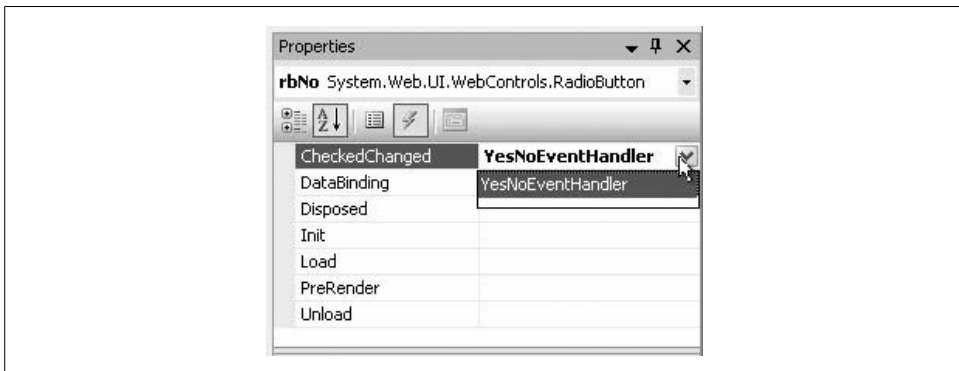 Properties
rbNo System.Web.UI.WebControls.RadioButton
A
Z
CheckedChanged YesNoEventHandler
DataBinding YesNoEventHandler
Disposed
Init
Load
PreRender
Unload